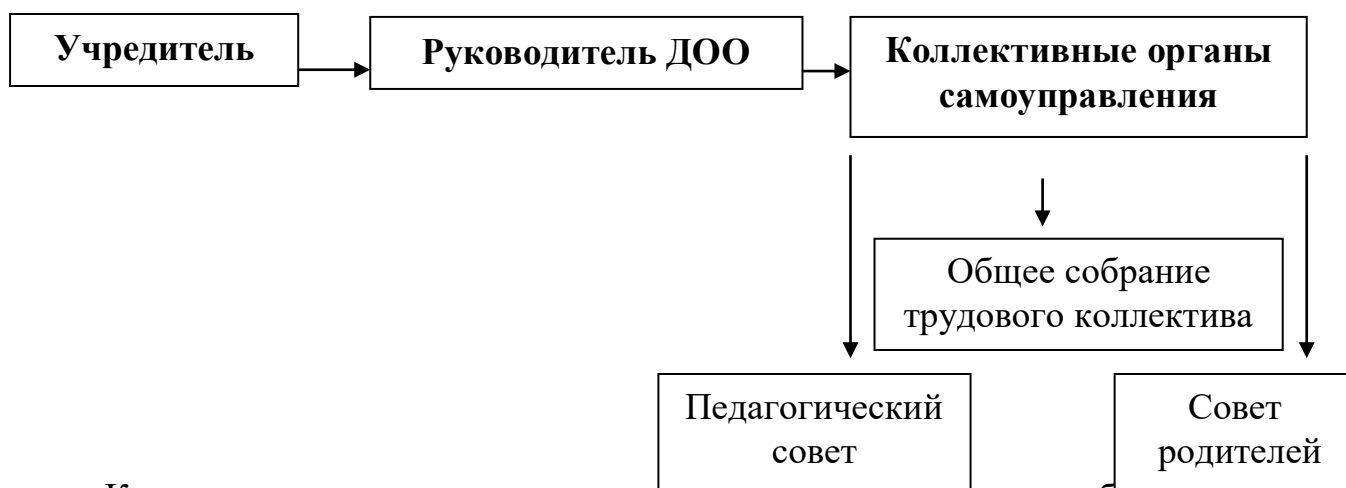 Учредитель
Руководитель ДОО
Коллективные органы
самоуправления
Общее собрание
трудового коллектива
Педагогический
совет
Совет
родителей